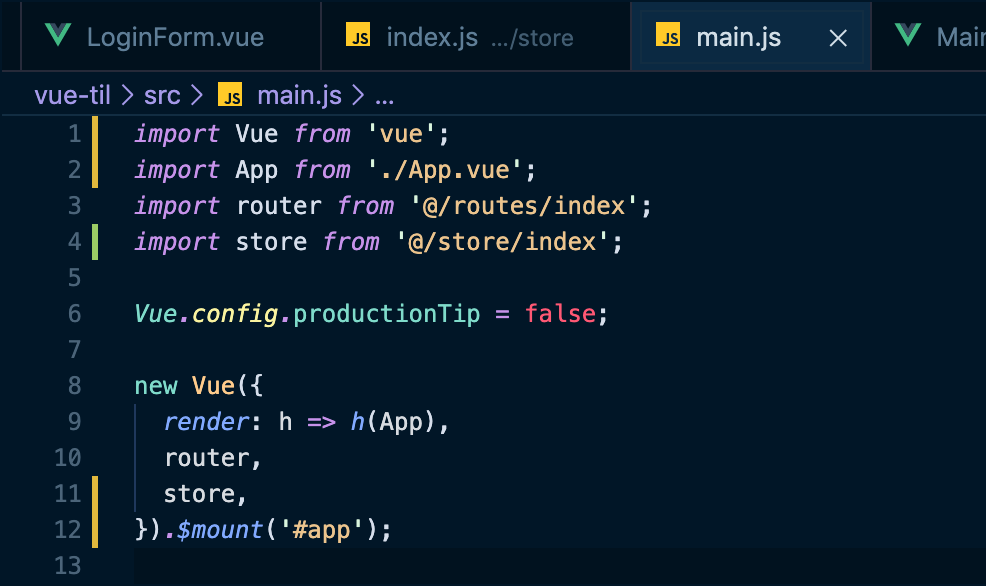 LoginForm.vue JS index.js .../store JS main.js × Mai
vue-til > src > JS main.js > ...
1 import Vue from 'vue';
2 import App from './App.vue';
3 import router from '@/routes/index';
4 import store from '@/store/index';
5
6 Vue.config.productionTip = false;
7
8 new Vue({
9 render: h => h(App),
10 router,
11 store,
12 }).$mount('#app');
13